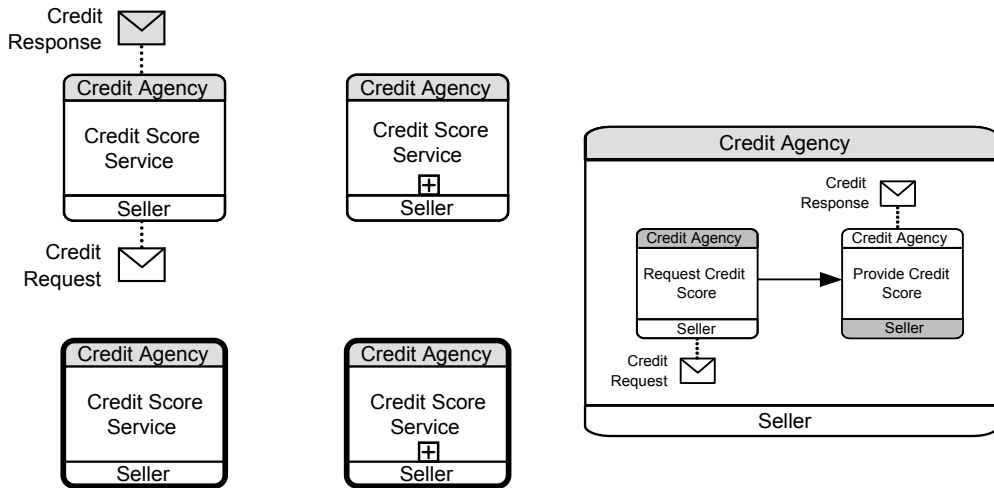 Credit
Response
Credit Agency
Credit Score
Service
Seller
Credit
Request
Credit Agency
Credit Score
Service
Seller
Credit Agency
Credit
Response
Credit Agency
Request Credit
Score
Seller
Credit
Request
Credit Agency
Provide Credit
Score
Seller
Seller
Credit Agency
Credit Score
Service
Seller
Credit Agency
Credit Score
Service
Seller